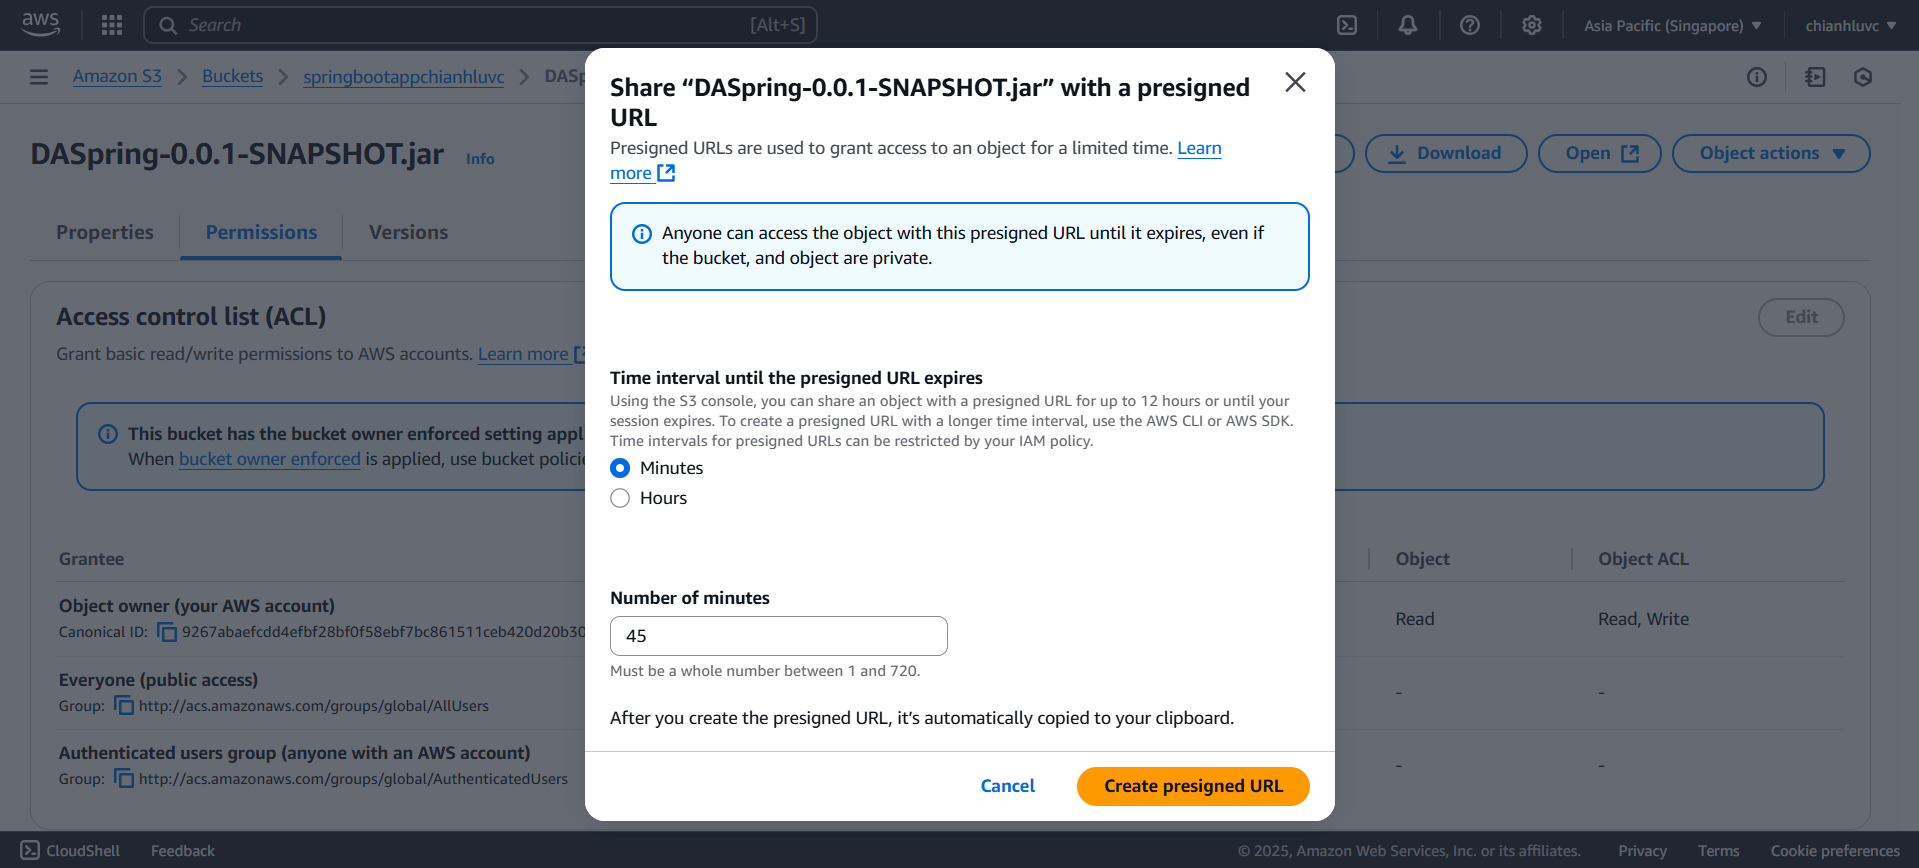 aws
Search
[Alt+S]
Asia Pacific (Singapore)
chianhluvc
Amazon S3
Buckets
springbootappchianhluvc
DASpring-0.0.1-SNAPSHOT.jar
Info
Download
Open
Object actions
Properties
Permissions
Versions
Access control list (ACL)
Grant basic read/write permissions to AWS accounts. Learn more
Edit
This bucket has the bucket owner enforced setting
When bucket owner enforced is applied, use bucket
Grantee
Object
Object ACL
Object owner (your AWS account)
Canonical ID: 9267abaefcdd4efbf28bf0f58ebf7bc861511ceb420d20b30
Read
Read, Write
Everyone (public access)
Group: http://acs.amazonaws.com/groups/global/AllUsers
-
-
Authenticated users group (anyone with an AWS account)
Group: http://acs.amazonaws.com/groups/global/AuthenticatedUsers
-
-
Share “DASpring-0.0.1-SNAPSHOT.jar” with a presigned
URL
Presigned URLs are used to grant access to an object for a limited time. Learn
more
Anyone can access the object with this presigned URL until it expires, even if
the bucket, and object are private.
Time interval until the presigned URL expires
Using the S3 console, you can share an object with a presigned URL for up to 12 hours or until your
session expires. To create a presigned URL with a longer time interval, use the AWS CLI or AWS SDK.
Time intervals for presigned URLs can be restricted by your IAM policy.
Minutes
Hours
Number of minutes
45
Must be a whole number between 1 and 720.
After you create the presigned URL, it’s automatically copied to your clipboard.
Cancel
Create presigned URL
CloudShell
Feedback
© 2025, Amazon Web Services, Inc. or its affiliates.
Privacy
Terms
Cookie preferences